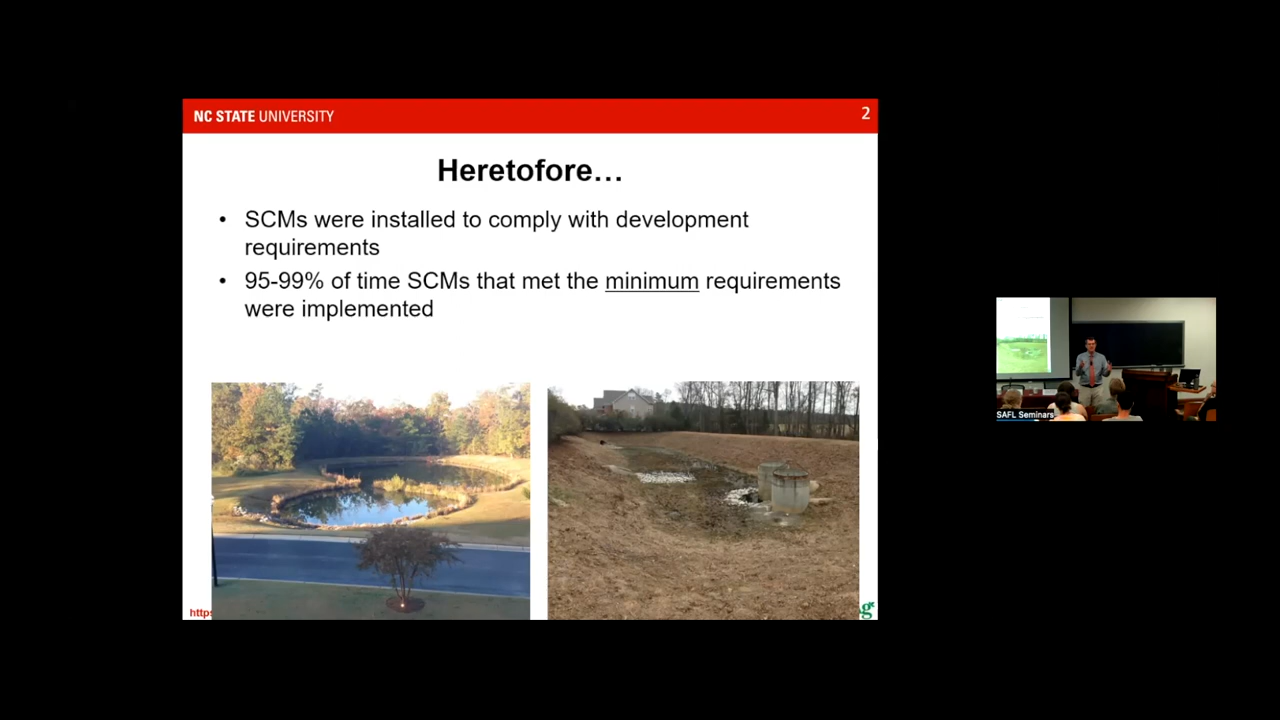 NC STATE UNIVERSITY
2
Heretofore…
• SCMs were installed to comply with development
requirements
• 95-99% of time SCMs that met the minimum requirements
were implemented
https
g
SAFL Seminars